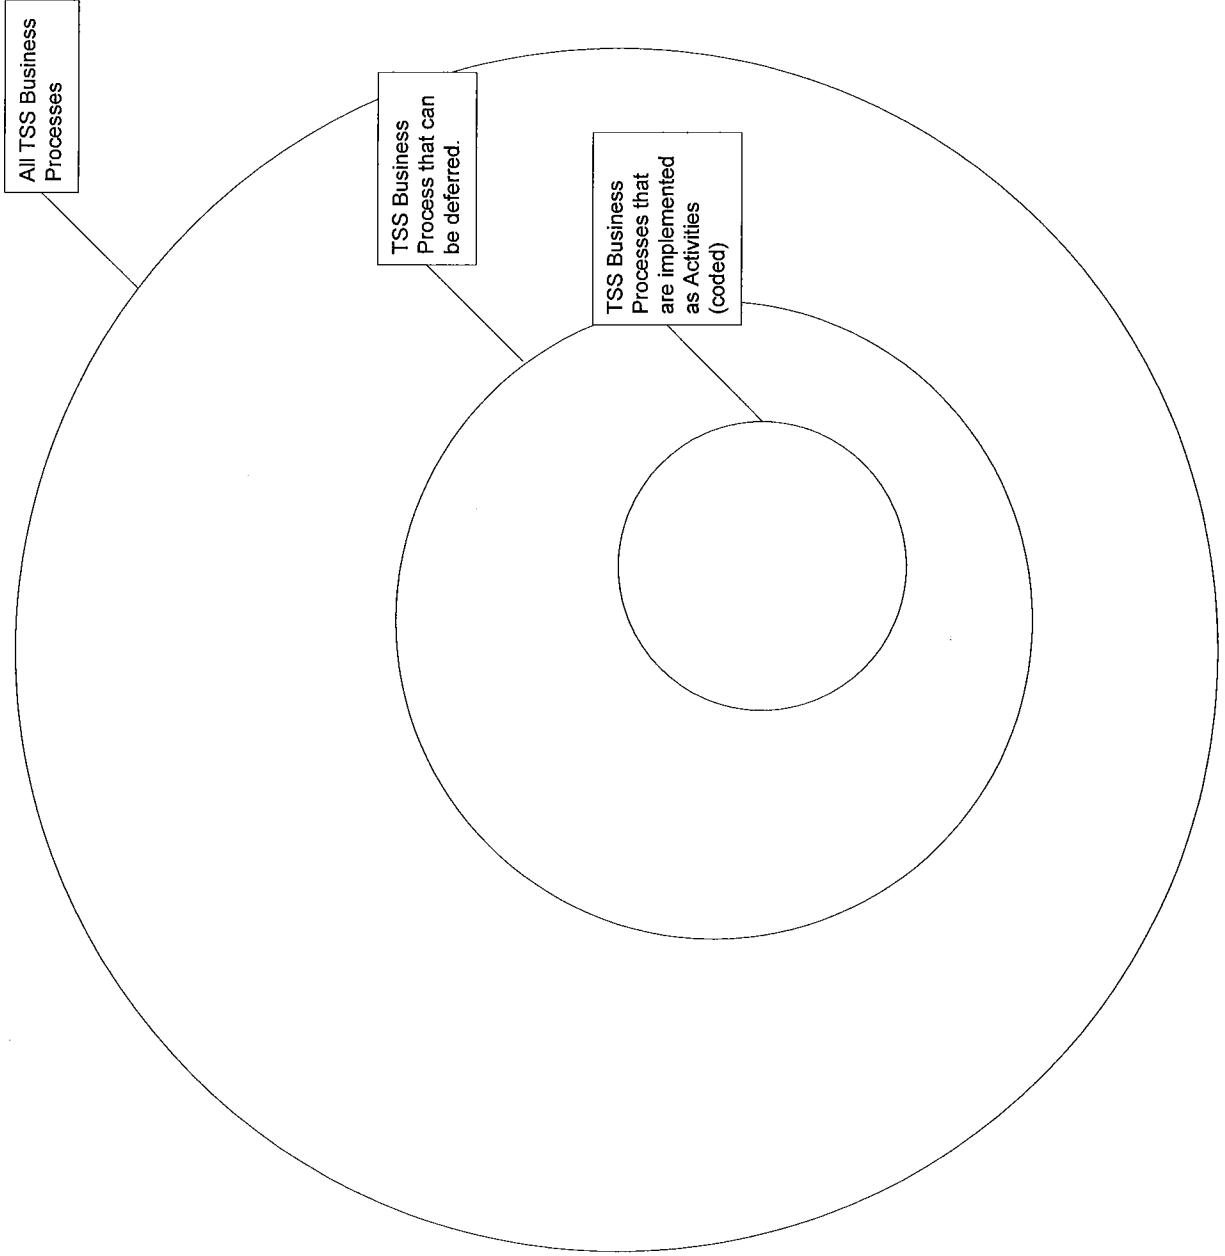 All TSS Business
Processes
TSS Business
Process that can
be deferred.
TSS Business
Processes that
are implemented
as Activities
(coded)